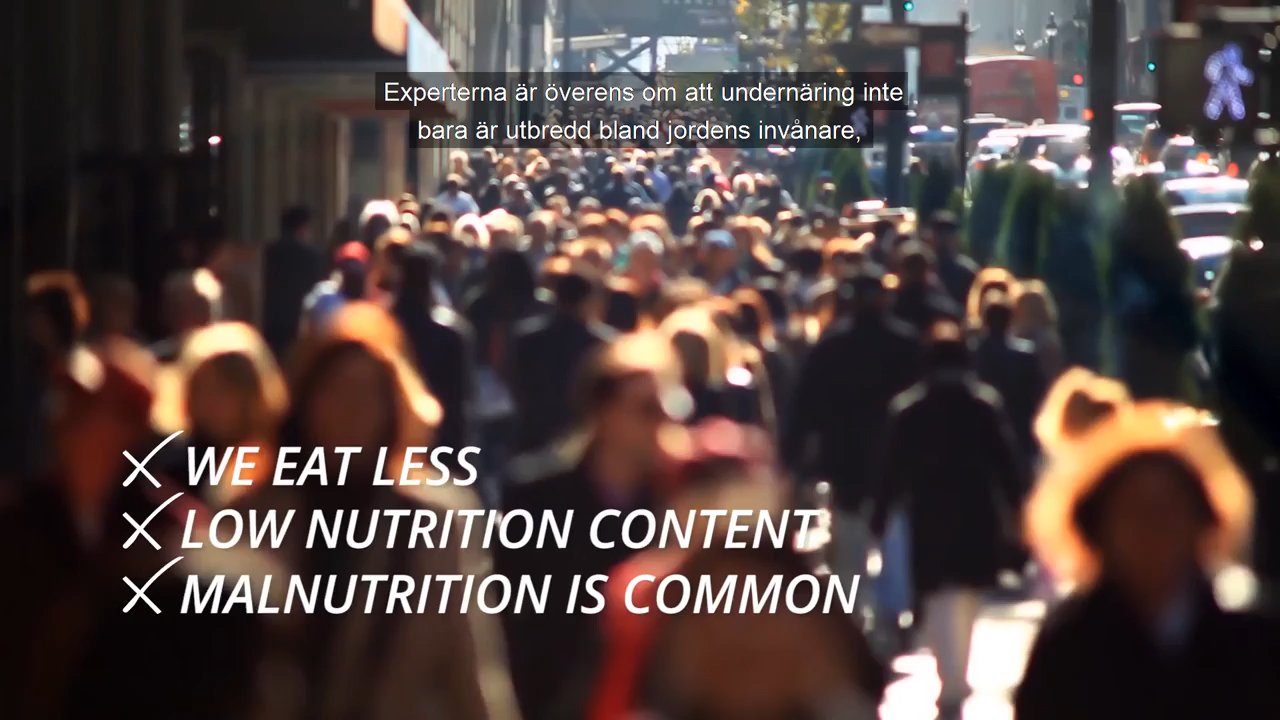 Experterna är överens om att undernäring inte
bara är utbredd bland jordens invånare,
WE EAT LESS
LOW NUTRITION CONTENT
MALNUTRITION IS COMMON